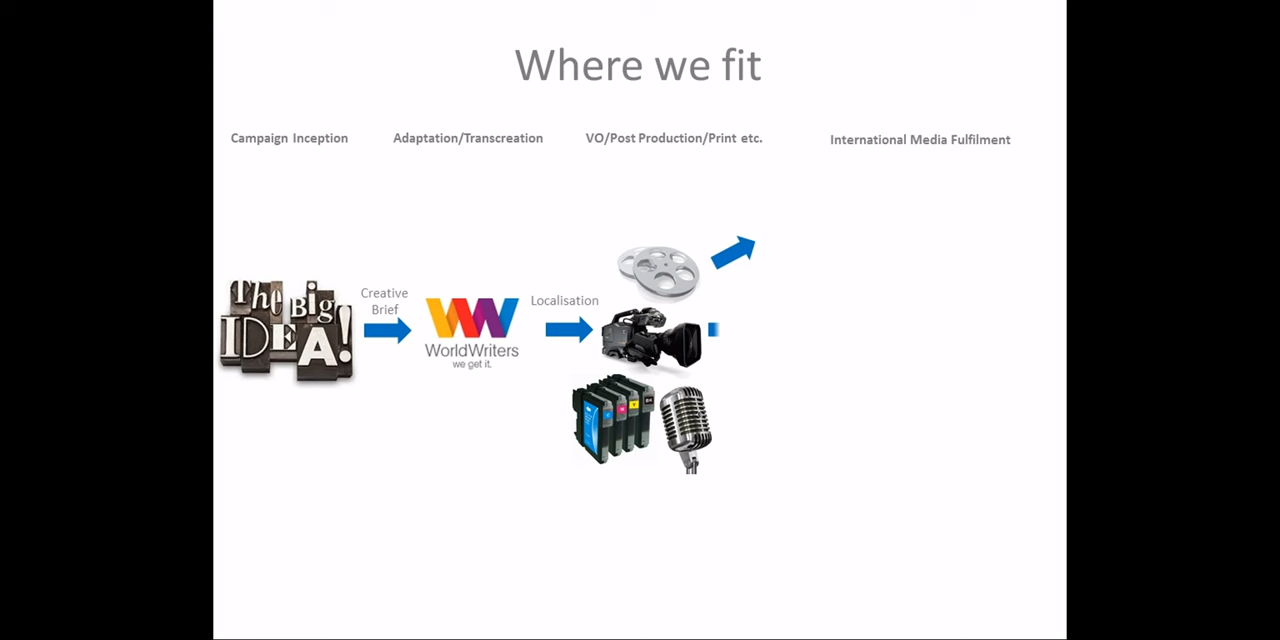 Where we fit
Campaign Inception
Adaptation/Transcreation
VO/Post Production/Print etc.
International Media Fulfilment
The Big
IDEA!
Creative
Brief
WorldWriters
we get it.
Localisation
C
M
Y
BK